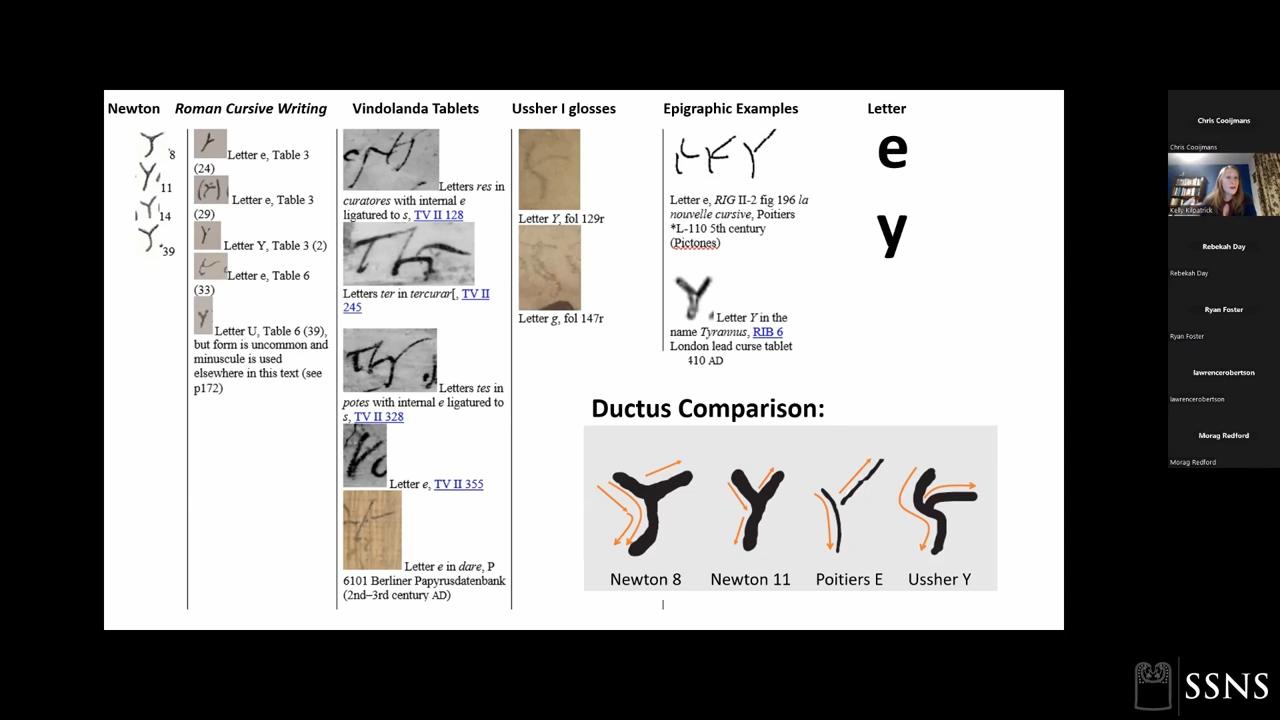 Newton
8
11
14
39
Roman Cursive Writing
Letter e, Table 3
(24)
Letter e, Table 3
(29)
Letter Y, Table 3 (2)
Letter e, Table 6
(33)
Letter U, Table 6 (39),
but form is uncommon and
minuscule is used
elsewhere in this text (see
p172)
Vindolanda Tablets
Letters res in
curatores with internal e
ligatured to s, TV II 128
Letters ter in tercurar[, TV II
245
Letters tes in
potes with internal e ligatured to
s, TV II 328
Letter e, TV II 355
Letter e in dare, P
6101 Berliner Papyrusdatenbank
(2nd–3rd century AD)
Ussher I glosses
Letter Y, fol 129r
Letter g, fol 147r
Epigraphic Examples
Letter e, RIG II-2 fig 196 la
nouvelle cursive, Poitiers
*L-110 5th century
(Pictones)
Letter Y in the
name Tyrannus, RIB 6
London lead curse tablet
410 AD
Letter
e
y
Ductus Comparison:
Newton 8 Newton 11 Poitiers E Ussher Y
Chris Cooijmans
Chris Cooijmans
Kelly Kilpatrick
Rebekah Day
Rebekah Day
Ryan Foster
Ryan Foster
lawrencerobertson
lawrencerobertson
Morag Redford
Morag Redford
SSNS